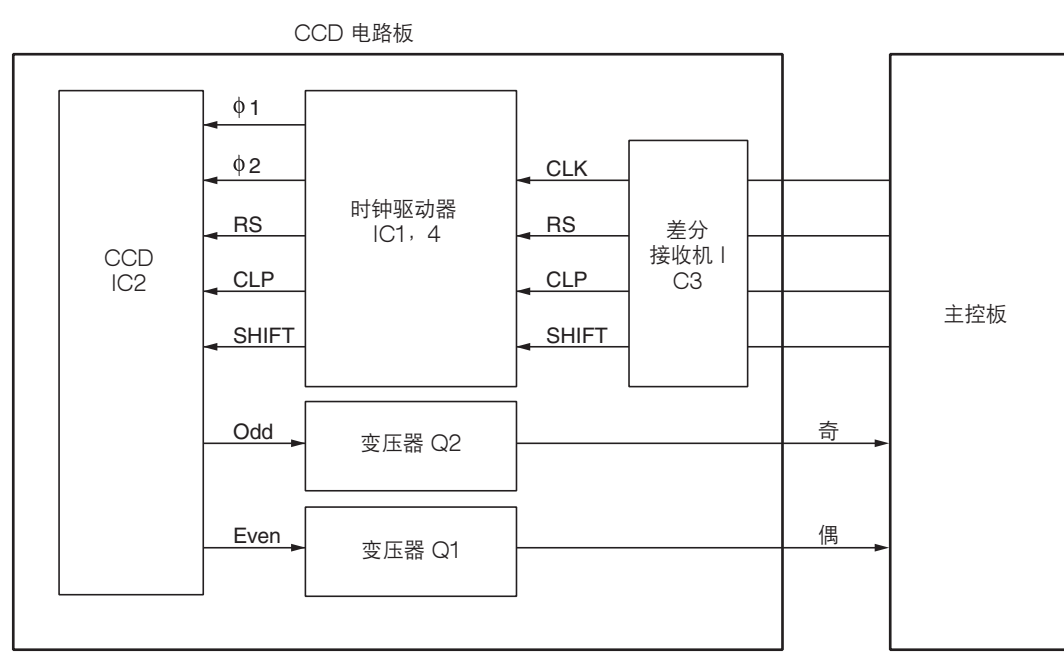 CCD 电路板
φ1
φ2
CLK
RS
RS
CLP
CLP
SHIFT
SHIFT
时钟驱动器
IC1，4
差分
接收机 I
C3
CCD
IC2
主控板
Odd
变压器 Q2
奇
Even
变压器 Q1
偶